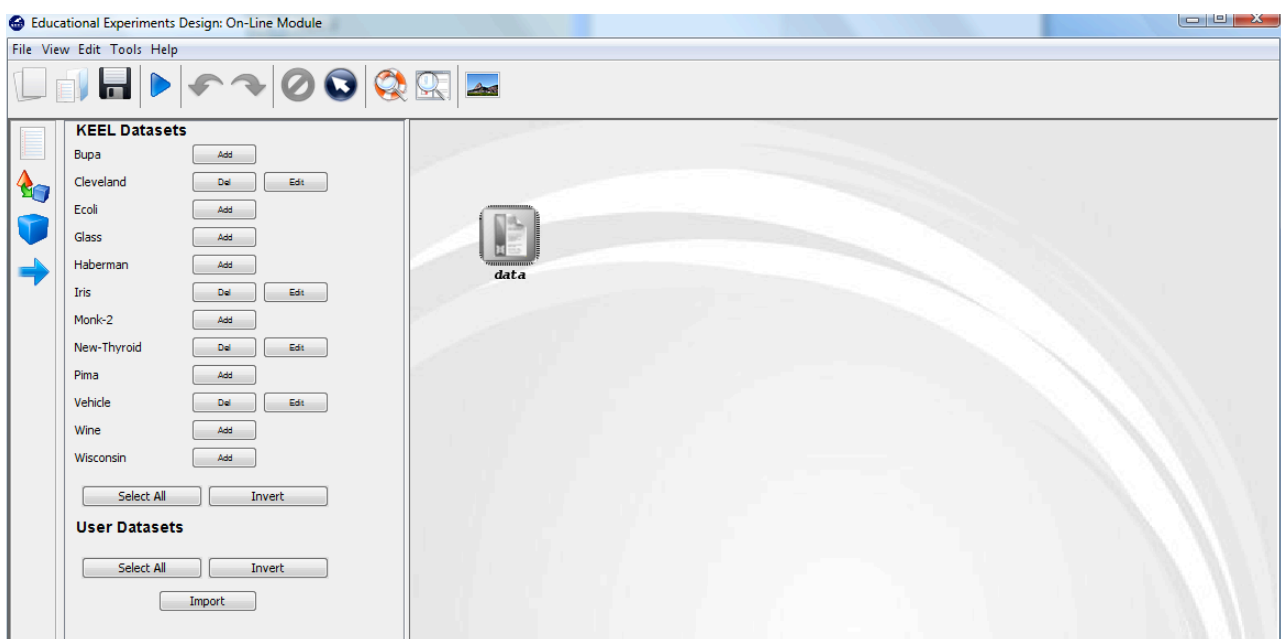 Educational Experiments Design: On-Line Module
File View Edit Tools Help
KEEL Datasets
Bupa Add
Cleveland Del Edit
Ecoli Add
Glass Add
Haberman Add
Iris Del Edit
Monk-2 Add
New-Thyroid Del Edit
Pima Add
Vehicle Del Edit
Wine Add
Wisconsin Add
Select All Invert
User Datasets
Select All Invert
Import
data